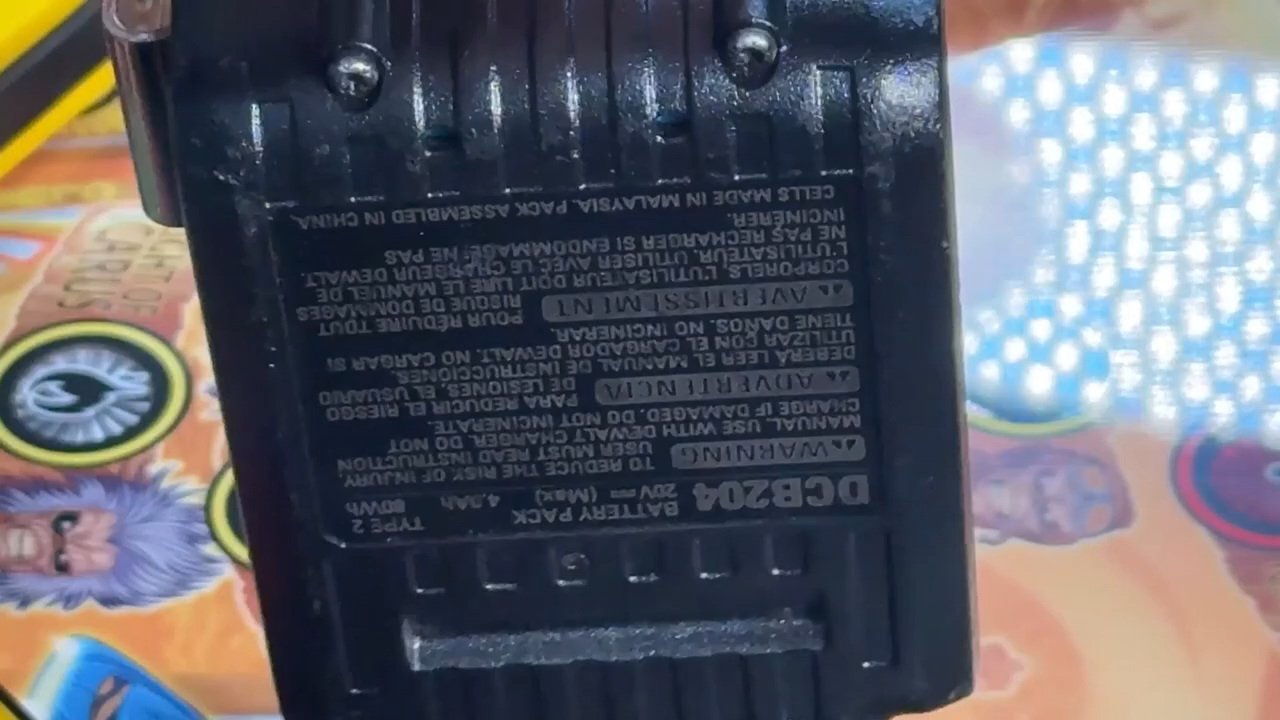 DCB204 BATTERY PACK TYPE 2
20V ⎓ (Max) 80Wh
⚠WARNING TO REDUCE THE RISK OF INJURY,
USER MUST READ INSTRUCTION
MANUAL. USE WITH DEWALT CHARGER. DO NOT
CHARGE IF DAMAGED. DO NOT INCINERATE.
⚠ADVERTENCIA PARA REDUCIR EL RIESGO
DE LESIONES, EL USUARIO
DEBERÁ LEER EL MANUAL DE INSTRUCCIONES.
UTILIZAR CON EL CARGADOR DEWALT. NO CARGAR SI
TIENE DAÑOS. NO INCINERAR.
⚠AVERTISSEMENT POUR RÉDUIRE TOUT
RISQUE DE DOMMAGES
CORPORELS, L'UTILISATEUR DOIT LIRE LE MANUEL DE
L'UTILISATEUR. UTILISER AVEC LE CHARGEUR DEWALT.
NE PAS RECHARGER SI ENDOMMAGÉ. NE PAS
INCINÉRER.
CELLS MADE IN MALAYSIA. PACK ASSEMBLED IN CHINA.
HT OF
CARUS